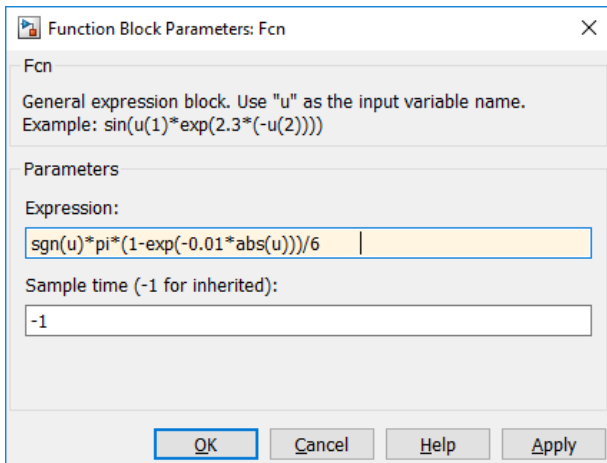 Function Block Parameters: Fcn
Fcn
General expression block. Use "u" as the input variable name.
Example: sin(u(1)*exp(2.3*(-u(2))))
Parameters
Expression:
sgn(u)*pi*(1-exp(-0.01*abs(u)))/6
Sample time (-1 for inherited):
-1
OK Cancel Help Apply